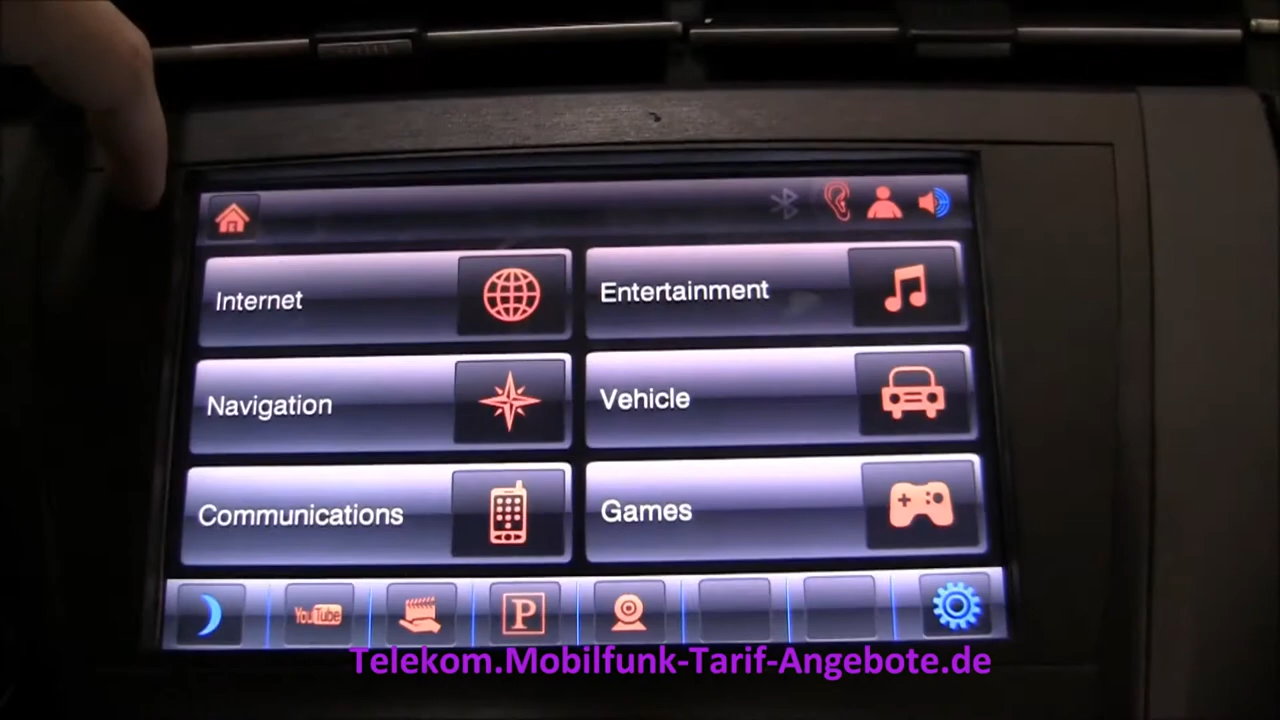 Internet
Entertainment
Navigation
Vehicle
Communications
Games
YouTube
P
Telekom.Mobilfunk-Tarif-Angebote.de